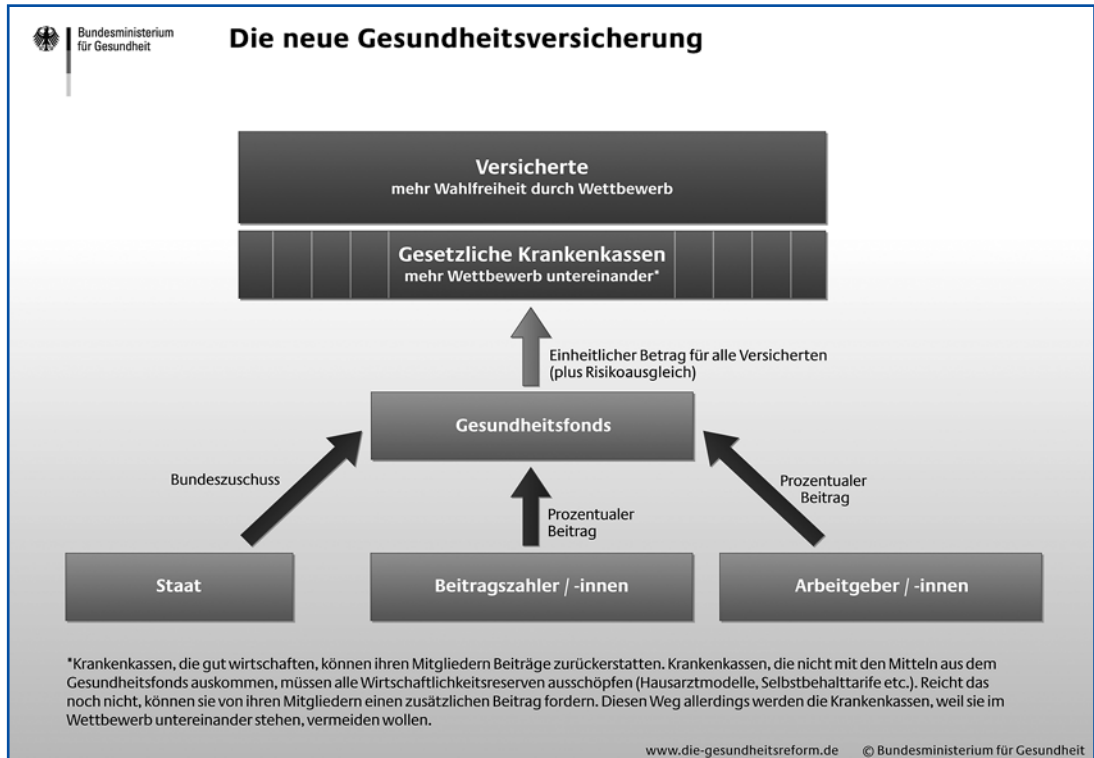 Bundesministerium
für Gesundheit
Die neue Gesundheitsversicherung
Versicherte
mehr Wahlfreiheit durch Wettbewerb
Gesetzliche Krankenkassen
mehr Wettbewerb untereinander*
Einheitlicher Betrag für alle Versicherten
(plus Risikoausgleich)
Gesundheitsfonds
Bundeszuschuss
Prozentualer
Beitrag
Prozentualer
Beitrag
Staat
Beitragszahler / -innen
Arbeitgeber / -innen
*Krankenkassen, die gut wirtschaften, können ihren Mitgliedern Beiträge zurückerstatten. Krankenkassen, die nicht mit den Mitteln aus dem
Gesundheitsfonds auskommen, müssen alle Wirtschaftlichkeitsreserven ausschöpfen (Hausarztmodelle, Selbstbehalttarife etc.). Reicht das
noch nicht, können sie von ihren Mitgliedern einen zusätzlichen Beitrag fordern. Diesen Weg allerdings werden die Krankenkassen, weil sie im
Wettbewerb untereinander stehen, vermeiden wollen.
www.die-gesundheitsreform.de © Bundesministerium für Gesundheit